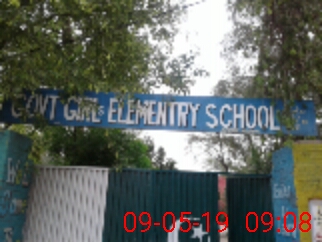 GOVT GIRLS ELEMENTRY SCHOOL
09-05-19 09:08